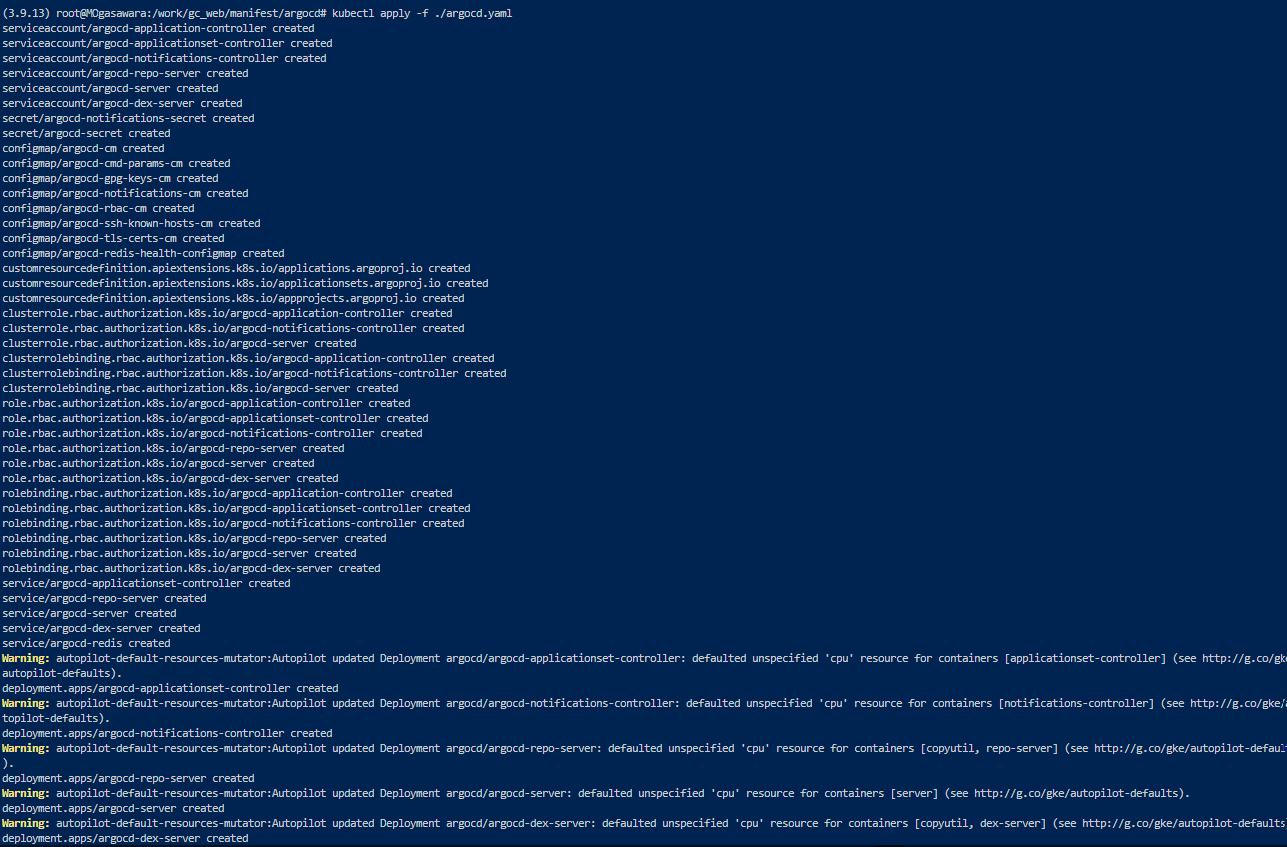 (3.9.13) root@MOgasawara:/work/gc_web/manifest/argocd# kubectl apply -f ./argocd.yaml
serviceaccount/argocd-application-controller created
serviceaccount/argocd-applicationset-controller created
serviceaccount/argocd-notifications-controller created
serviceaccount/argocd-repo-server created
serviceaccount/argocd-server created
serviceaccount/argocd-dex-server created
secret/argocd-notifications-secret created
secret/argocd-secret created
configmap/argocd-cm created
configmap/argocd-cmd-params-cm created
configmap/argocd-gpg-keys-cm created
configmap/argocd-notifications-cm created
configmap/argocd-rbac-cm created
configmap/argocd-ssh-known-hosts-cm created
configmap/argocd-tls-certs-cm created
configmap/argocd-redis-health-configmap created
customresourcedefinition.apiextensions.k8s.io/applications.argoproj.io created
customresourcedefinition.apiextensions.k8s.io/applicationsets.argoproj.io created
customresourcedefinition.apiextensions.k8s.io/appprojects.argoproj.io created
clusterrole.rbac.authorization.k8s.io/argocd-application-controller created
clusterrole.rbac.authorization.k8s.io/argocd-notifications-controller created
clusterrole.rbac.authorization.k8s.io/argocd-server created
clusterrolebinding.rbac.authorization.k8s.io/argocd-application-controller created
clusterrolebinding.rbac.authorization.k8s.io/argocd-notifications-controller created
clusterrolebinding.rbac.authorization.k8s.io/argocd-server created
role.rbac.authorization.k8s.io/argocd-application-controller created
role.rbac.authorization.k8s.io/argocd-applicationset-controller created
role.rbac.authorization.k8s.io/argocd-notifications-controller created
role.rbac.authorization.k8s.io/argocd-repo-server created
role.rbac.authorization.k8s.io/argocd-server created
role.rbac.authorization.k8s.io/argocd-dex-server created
rolebinding.rbac.authorization.k8s.io/argocd-application-controller created
rolebinding.rbac.authorization.k8s.io/argocd-applicationset-controller created
rolebinding.rbac.authorization.k8s.io/argocd-notifications-controller created
rolebinding.rbac.authorization.k8s.io/argocd-repo-server created
rolebinding.rbac.authorization.k8s.io/argocd-server created
rolebinding.rbac.authorization.k8s.io/argocd-dex-server created
service/argocd-applicationset-controller created
service/argocd-repo-server created
service/argocd-server created
service/argocd-dex-server created
service/argocd-redis created
Warning: autopilot-default-resources-mutator:Autopilot updated Deployment argocd/argocd-applicationset-controller: defaulted unspecified 'cpu' resource for containers [applicationset-controller] (see http://g.co/gke
autopilot-defaults).
deployment.apps/argocd-applicationset-controller created
Warning: autopilot-default-resources-mutator:Autopilot updated Deployment argocd/argocd-notifications-controller: defaulted unspecified 'cpu' resource for containers [notifications-controller] (see http://g.co/gke/a
topilot-defaults).
deployment.apps/argocd-notifications-controller created
Warning: autopilot-default-resources-mutator:Autopilot updated Deployment argocd/argocd-repo-server: defaulted unspecified 'cpu' resource for containers [copyutil, repo-server] (see http://g.co/gke/autopilot-defaul
).
deployment.apps/argocd-repo-server created
Warning: autopilot-default-resources-mutator:Autopilot updated Deployment argocd/argocd-server: defaulted unspecified 'cpu' resource for containers [server] (see http://g.co/gke/autopilot-defaults).
deployment.apps/argocd-server created
Warning: autopilot-default-resources-mutator:Autopilot updated Deployment argocd/argocd-dex-server: defaulted unspecified 'cpu' resource for containers [copyutil, dex-server] (see http://g.co/gke/autopilot-defaults
deployment.apps/argocd-dex-server created